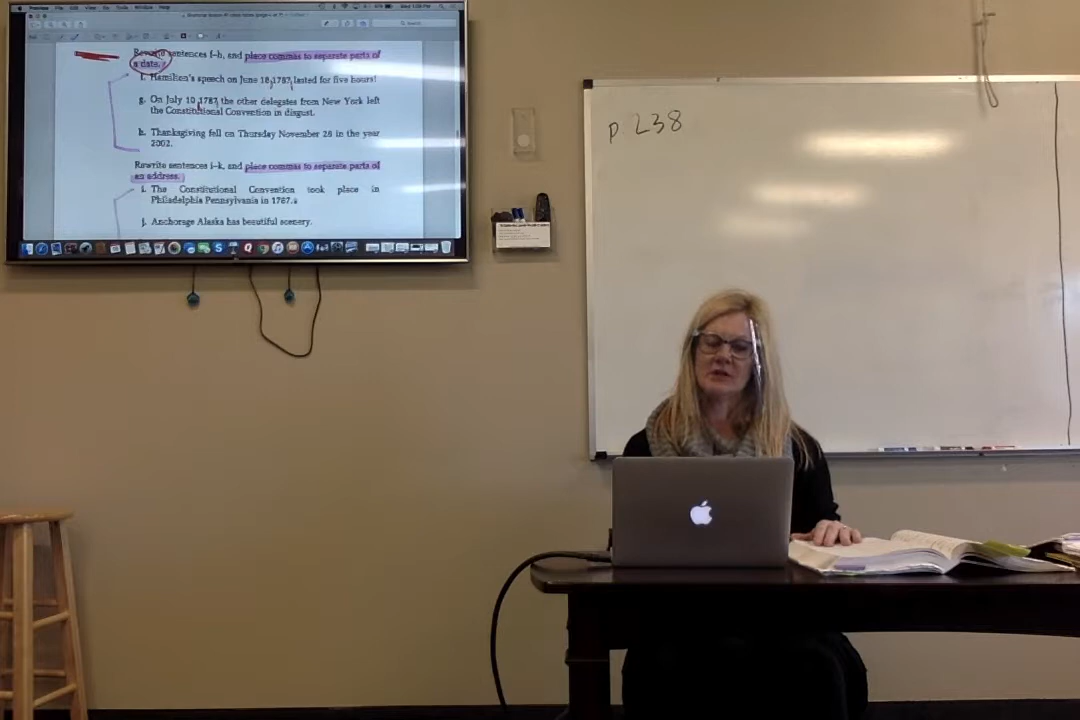 Rewrite sentences f–h, and place commas to separate parts of
a date.
f. Hamilton's speech on June 18, 1787, lasted for five hours!
g. On July 10, 1787, the other delegates from New York left
the Constitutional Convention in disgust.
h. Thanksgiving fell on Thursday November 28 in the year
2002.
Rewrite sentences i–k, and place commas to separate parts of
an address.
i. The Constitutional Convention took place in
Philadelphia Pennsylvania in 1787.
j. Anchorage Alaska has beautiful scenery.
p. 238